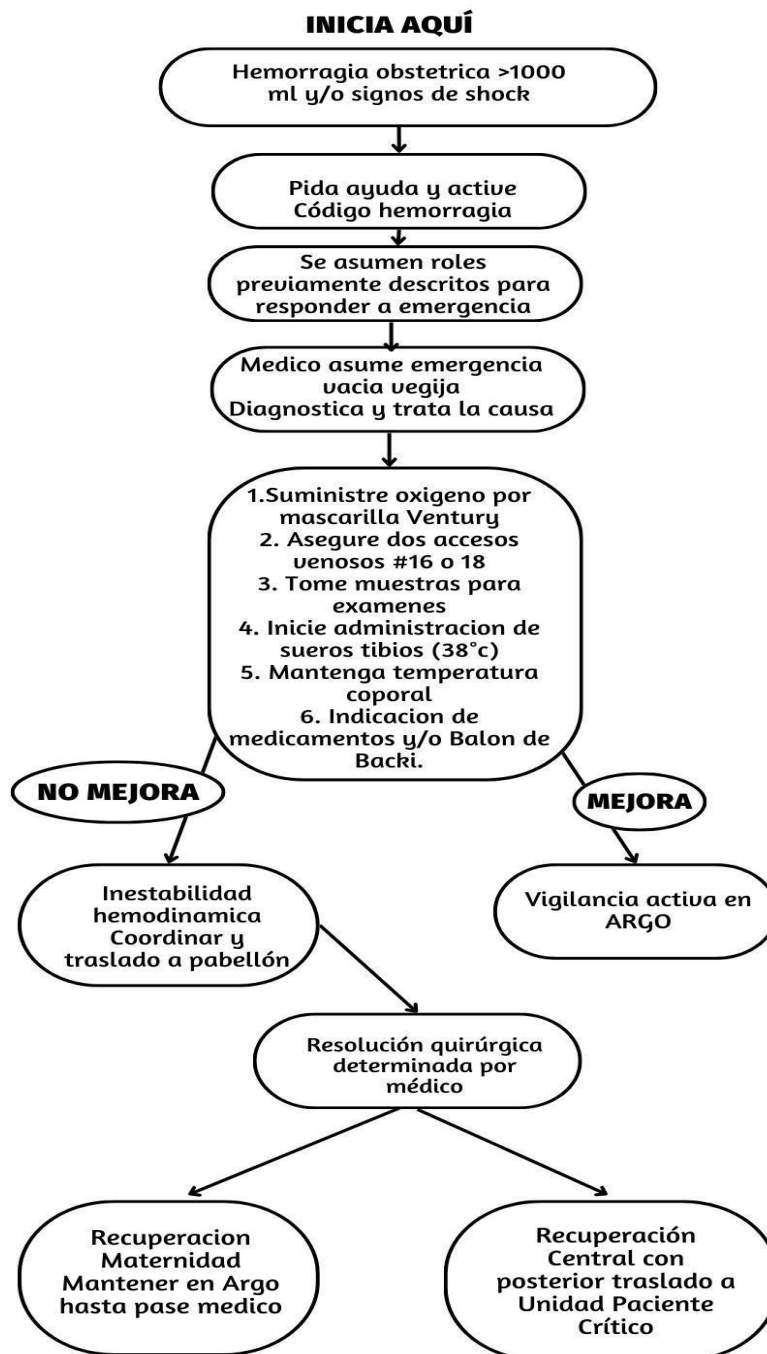 INICIA AQUÍ
Hemorragia obstetrica >1000
ml y/o signos de shock
Pida ayuda y active
Código hemorragia
Se asumen roles
previamente descritos para
responder a emergencia
Medico asume emergencia
vacia vegija
Diagnostica y trata la causa
1.Suministre oxigeno por
mascarilla Ventury
2. Asegure dos accesos
venosos #16 o 18
3. Tome muestras para
examenes
4. Inicie administracion de
sueros tibios (38°c)
5. Mantenga temperatura
coporal
6. Indicacion de
medicamentos y/o Balon de
Backi.
NO MEJORA
MEJORA
Inestabilidad
hemodinamica
Coordinar y
traslado a pabellón
Vigilancia activa en
ARGO
Resolución quirúrgica
determinada por
médico
Recuperacion
Maternidad
Mantener en Argo
hasta pase medico
Recuperación
Central con
posterior traslado a
Unidad Paciente
Crítico